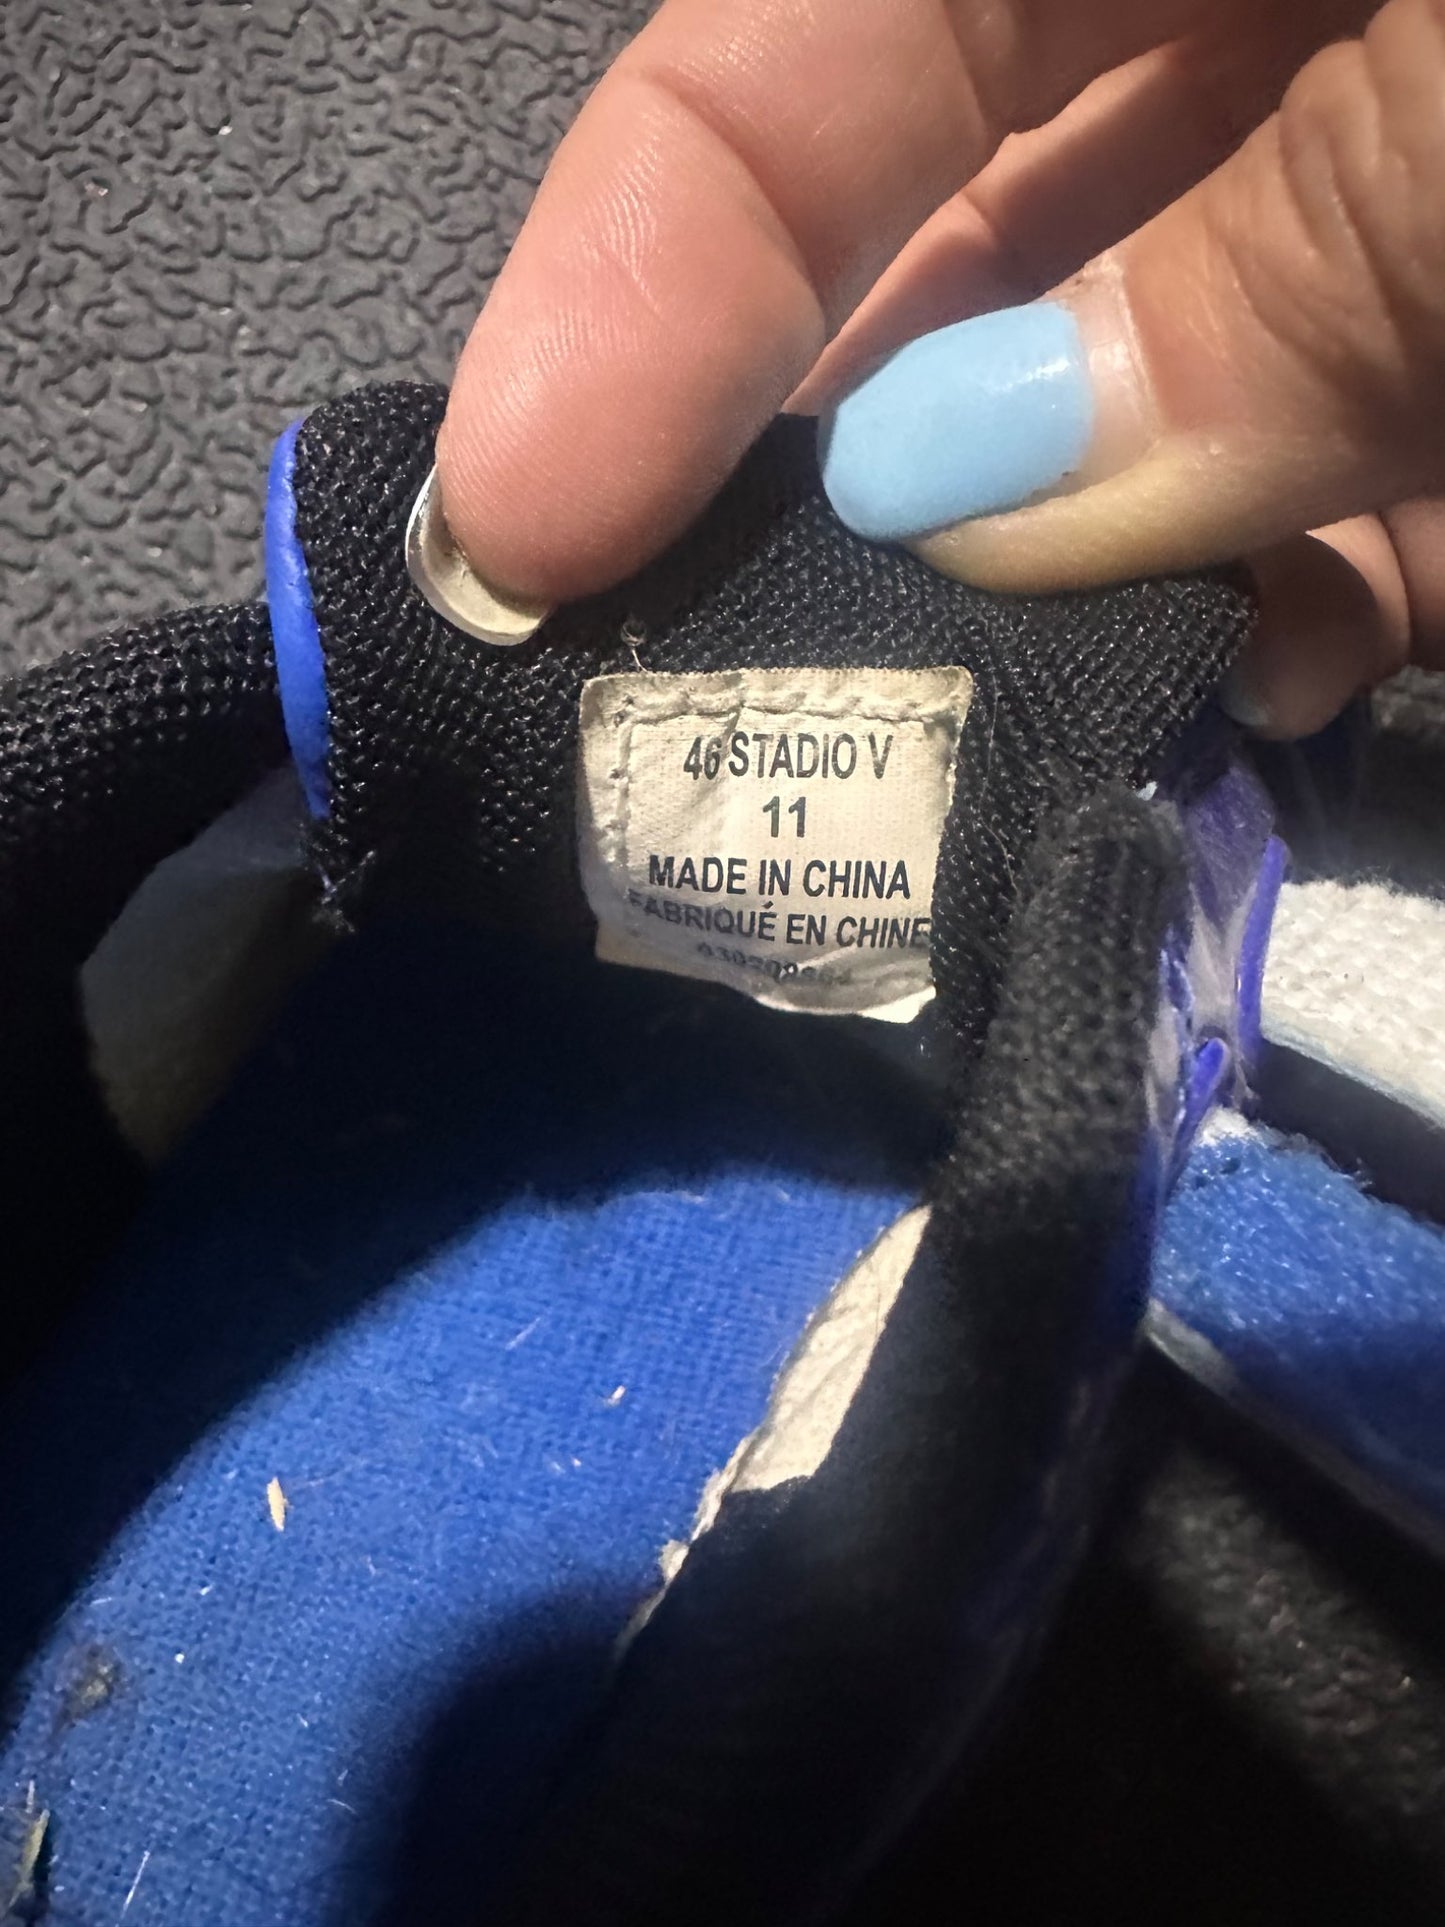 46 STADIO V
11
MADE IN CHINA
FABRIQUÉ EN CHINE